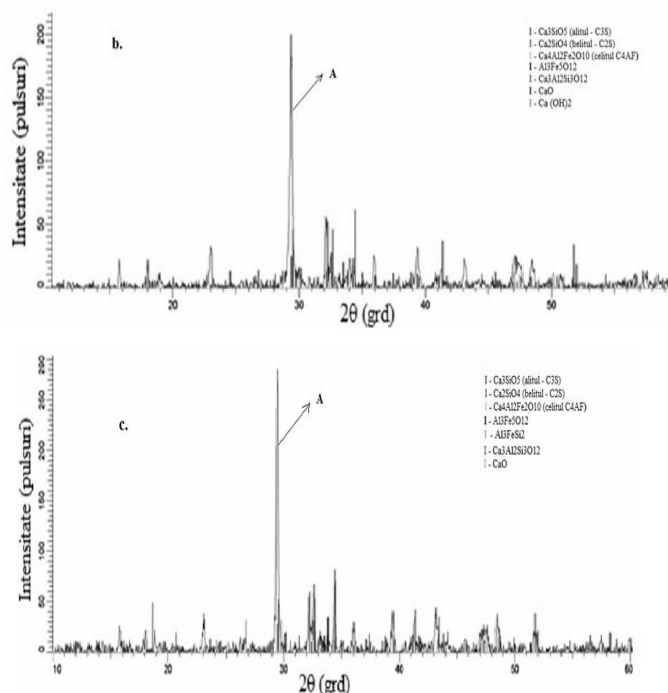 b.
A
I - Ca3SiO5 (alitul - C3S)
I - Ca2SiO4 (belitul - C2S)
I - Ca4Al2Fe2O10 (celitul C4AF)
I - Al3Fe5O12
I - Ca3Al2Si3O12
I - CaO
I - Ca (OH)2
Intensitate (pulsuri)
200
150
100
50
0
20
30
40
50
2θ (grd)
c.
A
I - Ca3SiO5 (alitul - C3S)
I - Ca2SiO4 (belitul - C2S)
I - Ca4Al2Fe2O10 (celitul C4AF)
I - Al3Fe5O12
I - Al3FeSi2
I - Ca3Al2Si3O12
I - CaO
Intensitate (pulsuri)
290
250
200
150
100
50
0
10
20
30
40
50
60
2θ (grd)